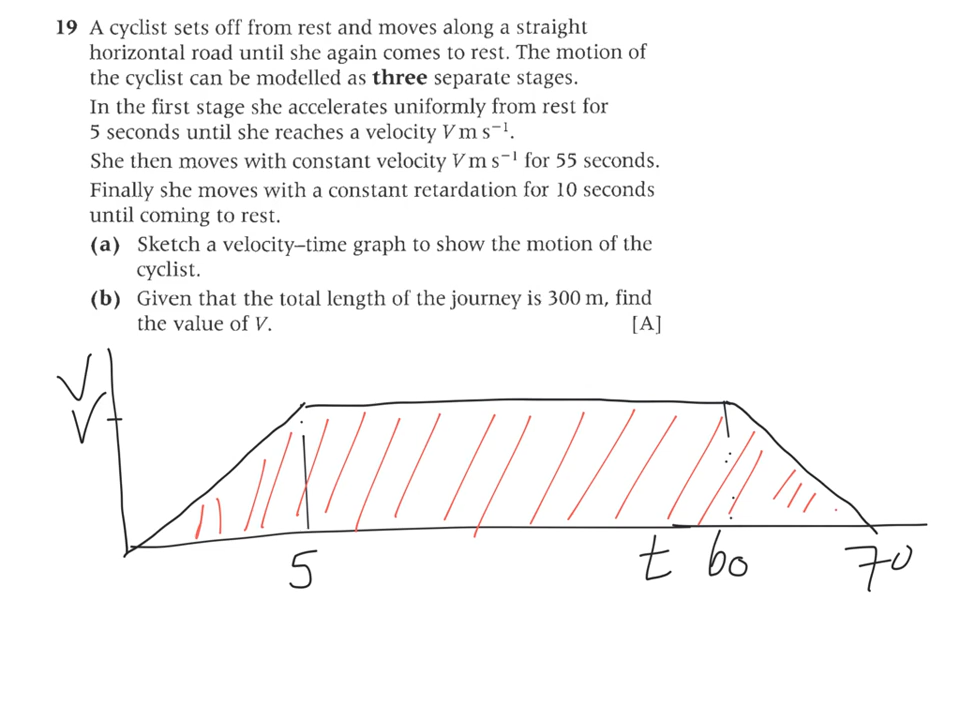 19 A cyclist sets off from rest and moves along a straight
horizontal road until she again comes to rest. The motion of
the cyclist can be modelled as three separate stages.
In the first stage she accelerates uniformly from rest for
5 seconds until she reaches a velocity V m s⁻¹.
She then moves with constant velocity V m s⁻¹ for 55 seconds.
Finally she moves with a constant retardation for 10 seconds
until coming to rest.
(a) Sketch a velocity–time graph to show the motion of the
cyclist.
(b) Given that the total length of the journey is 300 m, find
the value of V. [A]
V
V
5 t 60 70